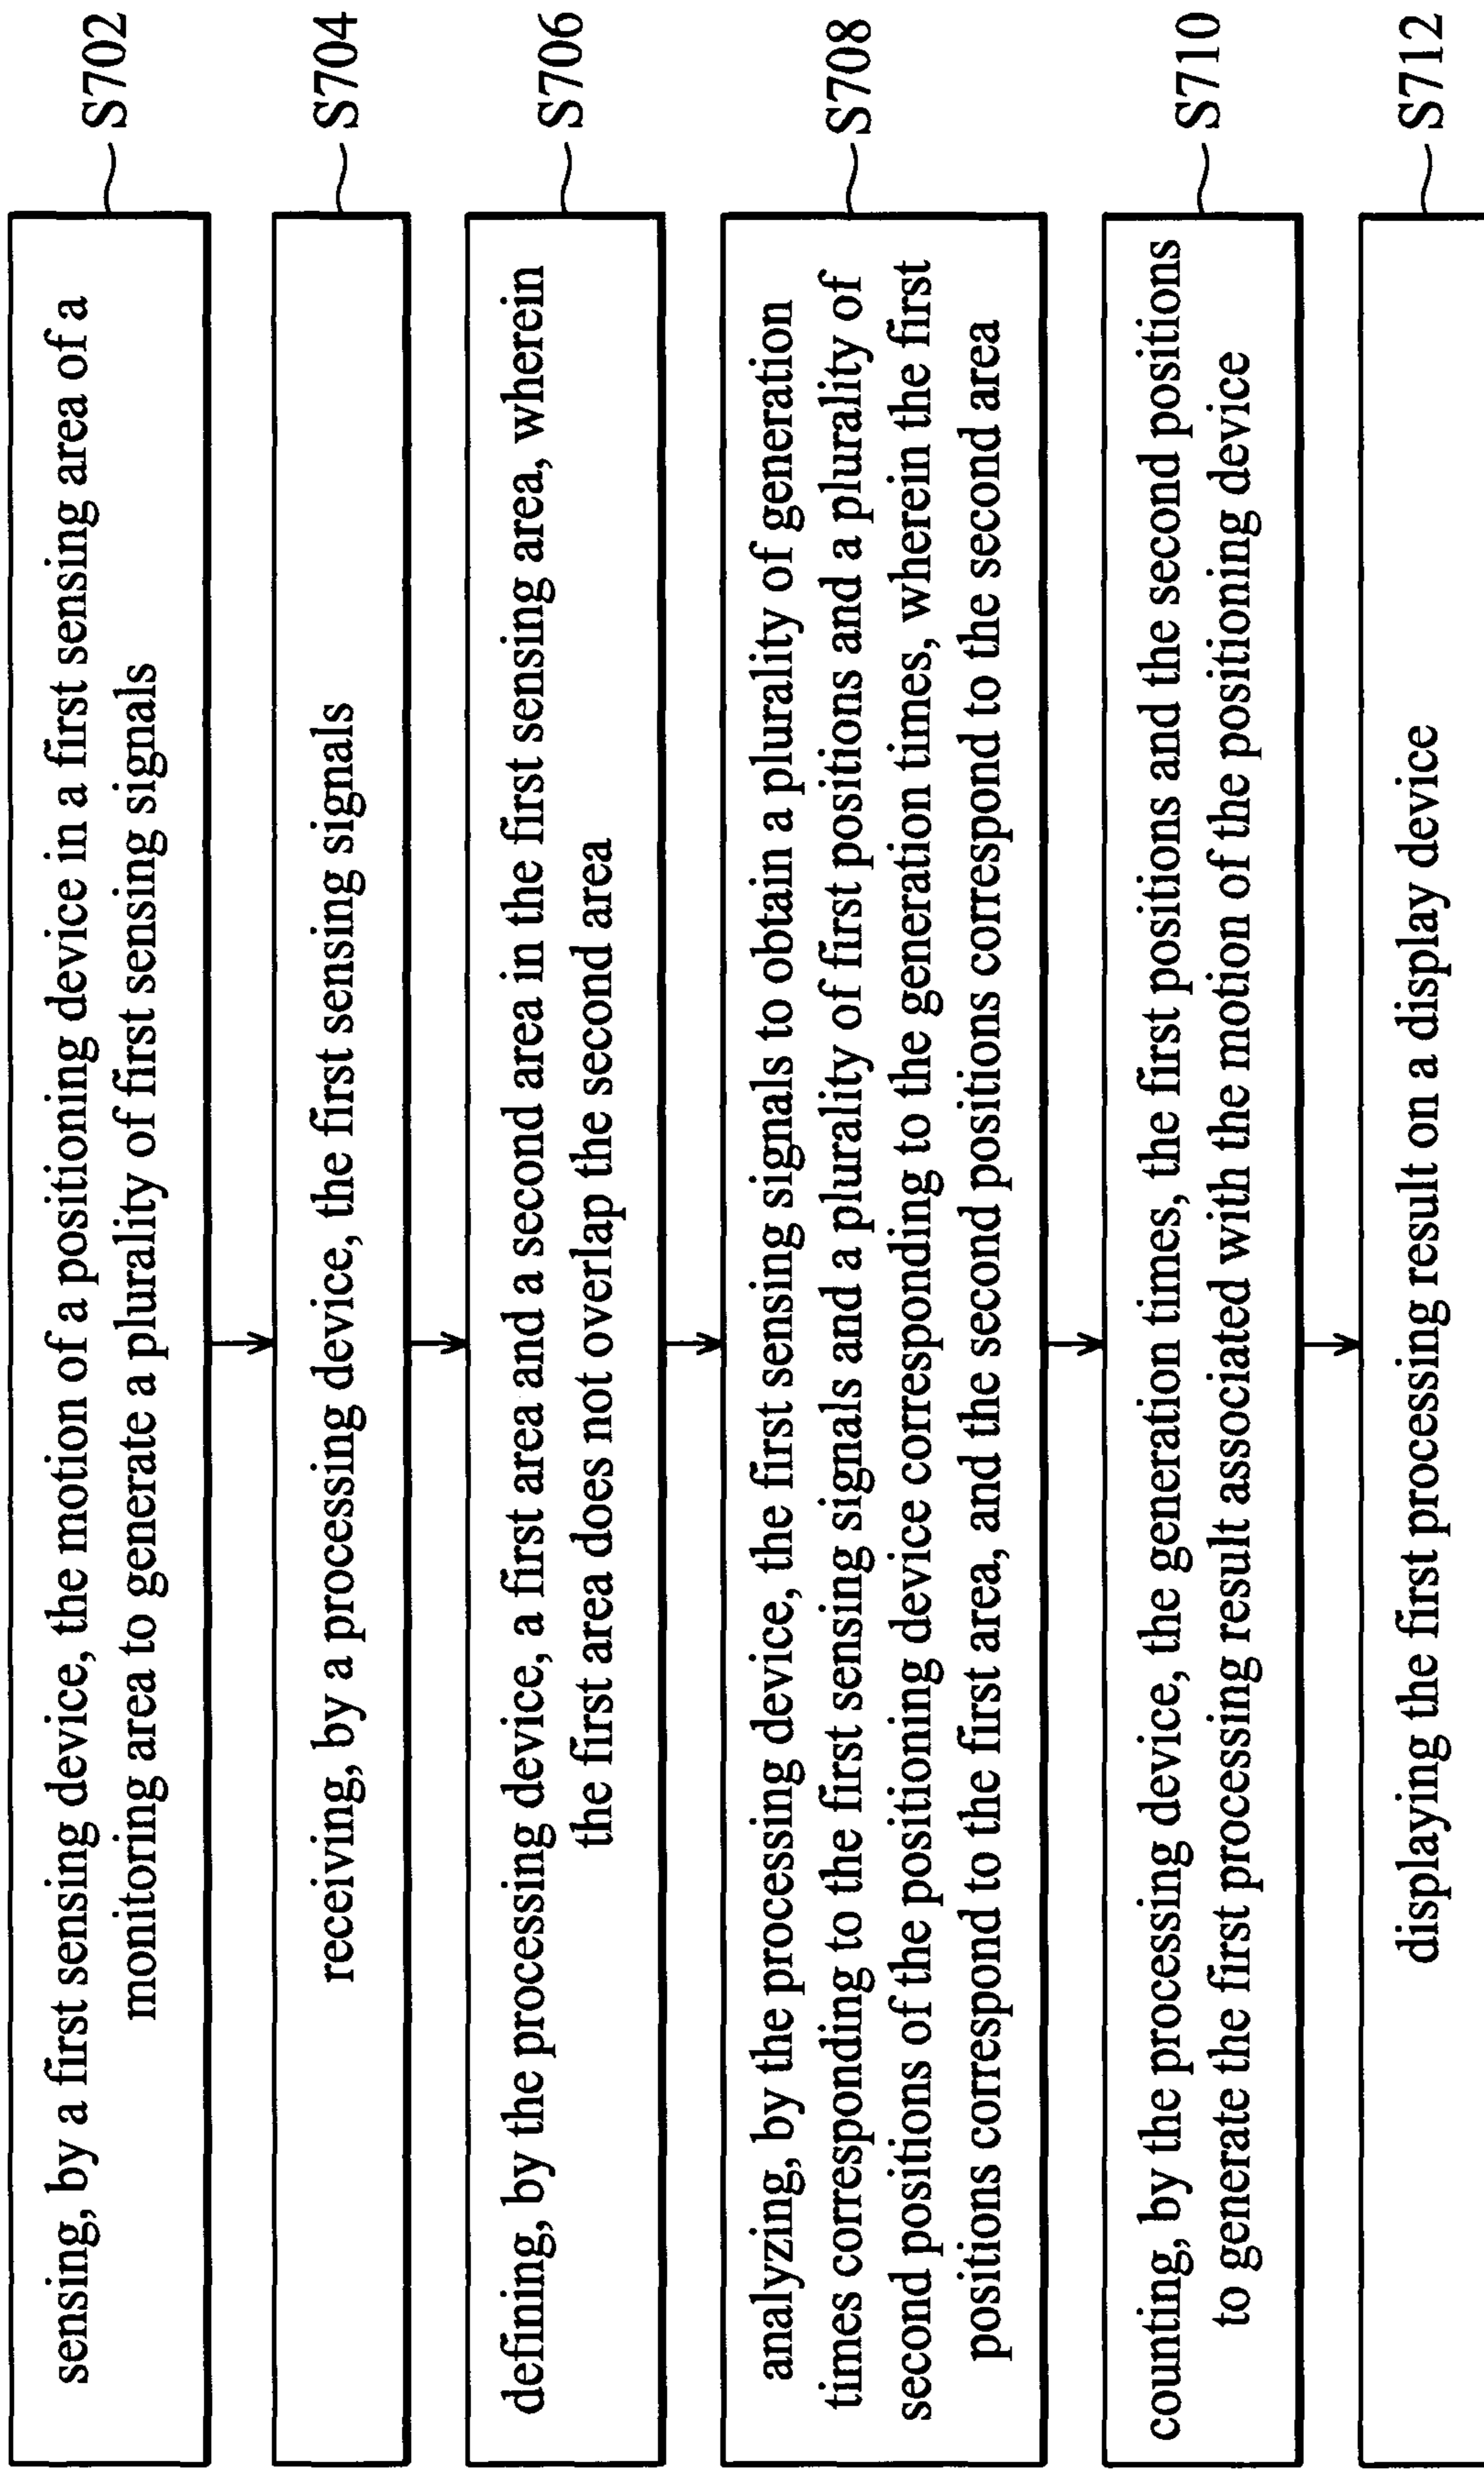 sensing, by a first sensing device, the motion of a positioning device in a first sensing area of a
monitoring area to generate a plurality of first sensing signals
S702
receiving, by a processing device, the first sensing signals
S704
defining, by the processing device, a first area and a second area in the first sensing area, wherein
the first area does not overlap the second area
S706
analyzing, by the processing device, the first sensing signals to obtain a plurality of generation
times corresponding to the first sensing signals and a plurality of first positions and a plurality of
second positions of the positioning device corresponding to the generation times, wherein the first
positions correspond to the first area, and the second positions correspond to the second area
S708
counting, by the processing device, the generation times, the first positions and the second positions
to generate the first processing result associated with the motion of the positioning device
S710
displaying the first processing result on a display device
S712